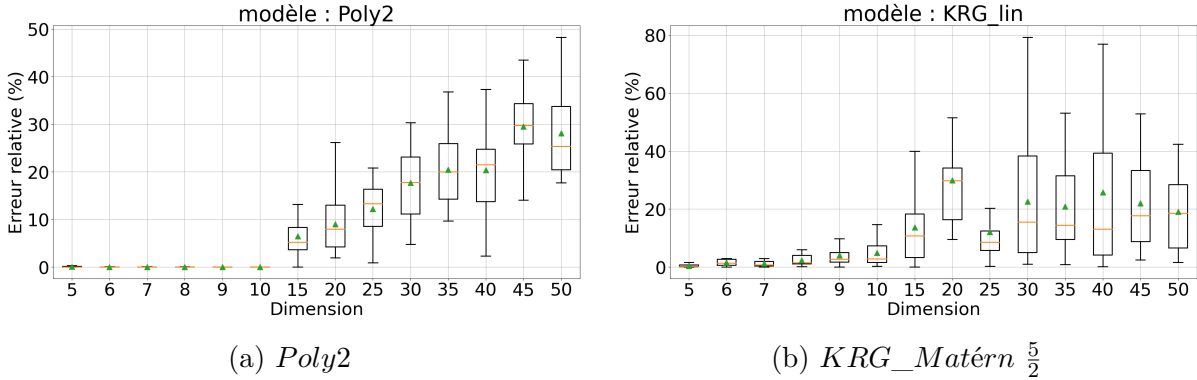 modèle : Poly2
Erreur relative (%)
50
40
30
20
10
0
5 6 7 8 9 10 15 20 25 30 35 40 45 50
Dimension
(a) Poly2
modèle : KRG_lin
Erreur relative (%)
80
60
40
20
0
5 6 7 8 9 10 15 20 25 30 35 40 45 50
Dimension
(b) KRG_Matérn 5/2